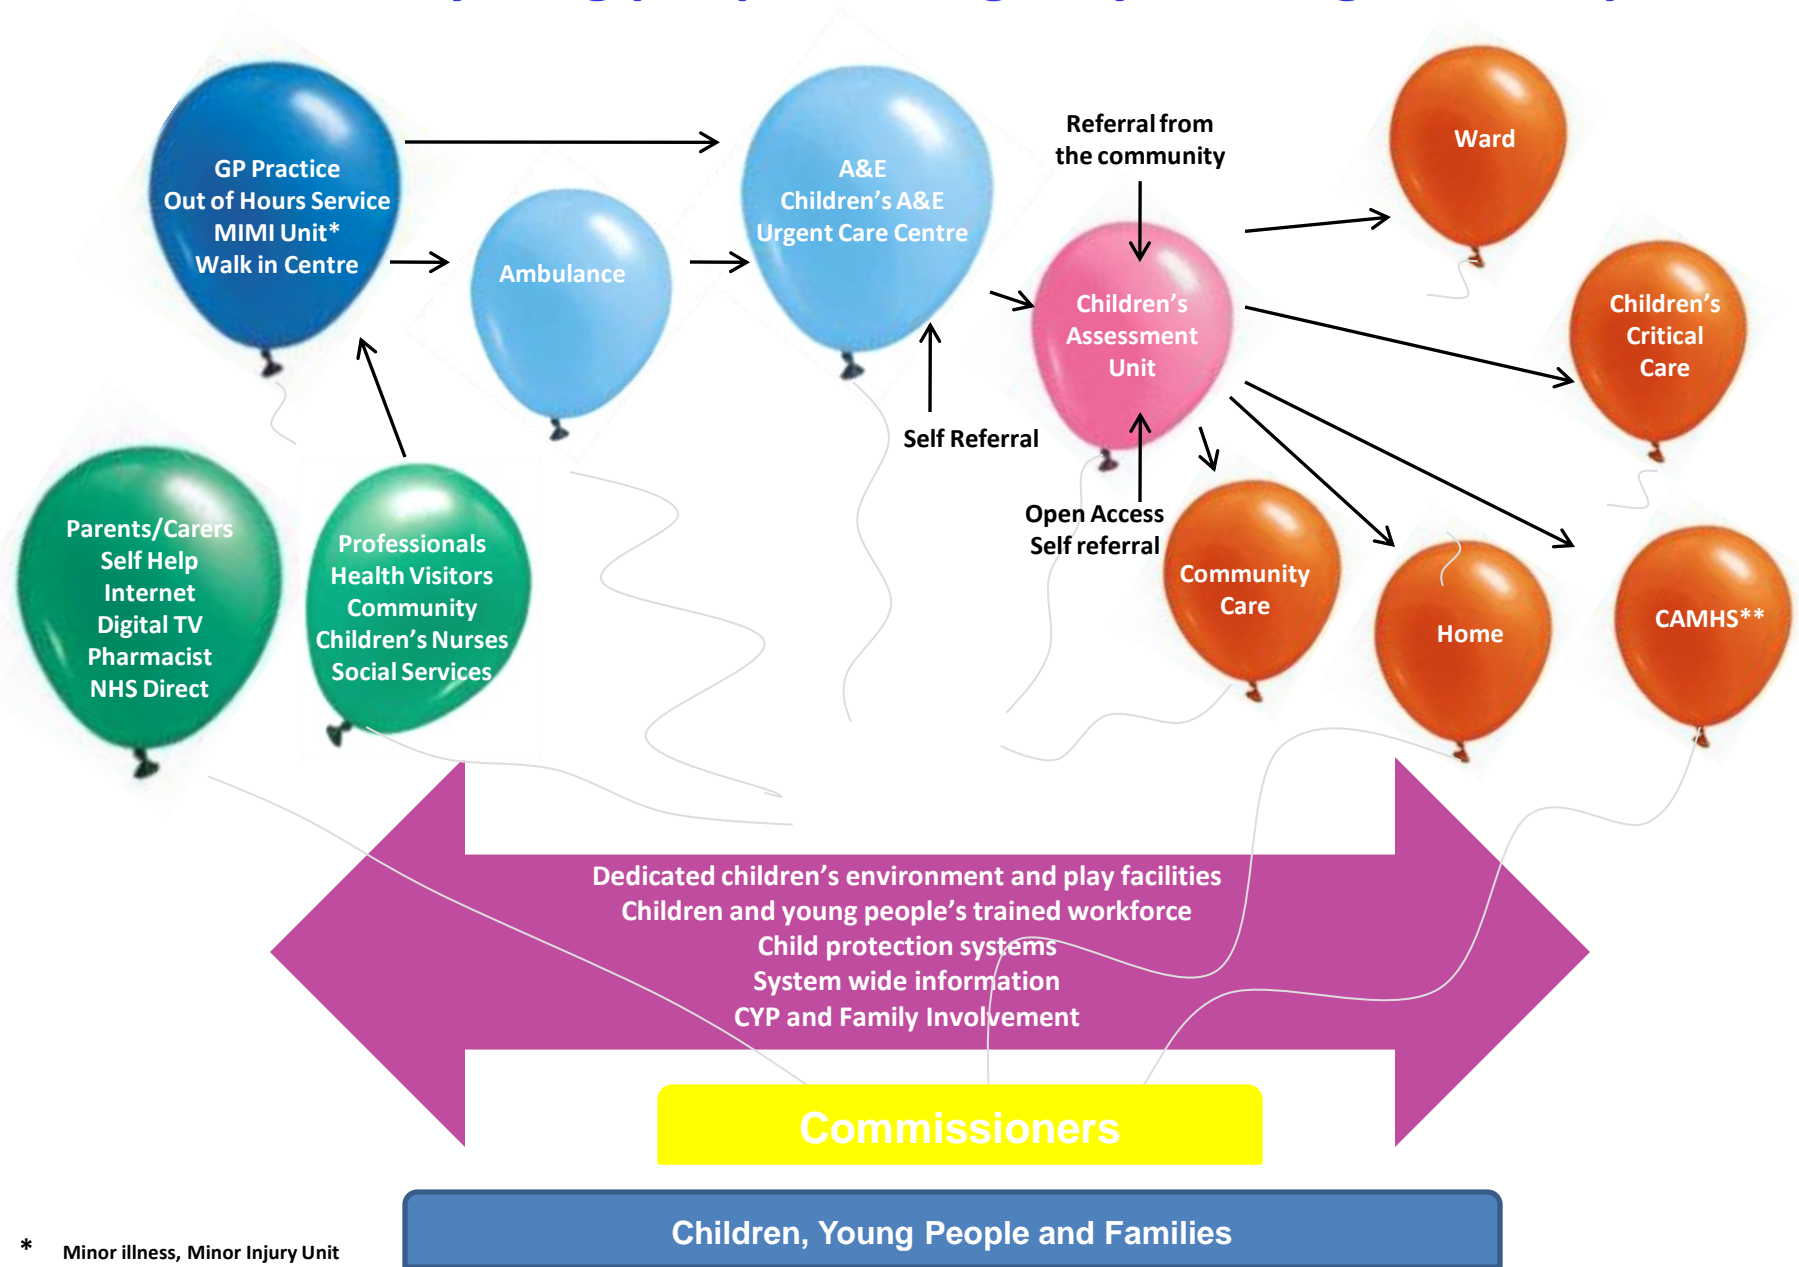 GP Practice
Out of Hours Service
MIMI Unit*
Walk in Centre
Ambulance
A&E
Children's A&E
Urgent Care Centre
Referral from
the community
Ward
Children's
Assessment
Unit
Children's
Critical
Care
Self Referral
Open Access
Self referral
Parents/Carers
Self Help
Internet
Digital TV
Pharmacist
NHS Direct
Professionals
Health Visitors
Community
Children's Nurses
Social Services
Community
Care
Home
CAMHS**
Dedicated children's environment and play facilities
Children and young people's trained workforce
Child protection systems
System wide information
CYP and Family Involvement
Commissioners
Children, Young People and Families
* Minor illness, Minor Injury Unit